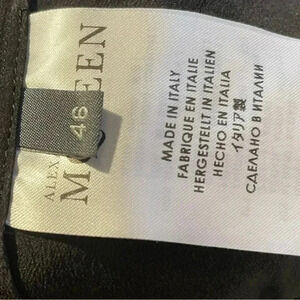 ALEX
M EEN
46
MADE IN ITALY
FABRIQUE EN ITALIE
HERGESTELLT IN ITALIEN
HECHO EN ITALIA
イタリア製
СДЕЛАНО В ИТАЛИИ